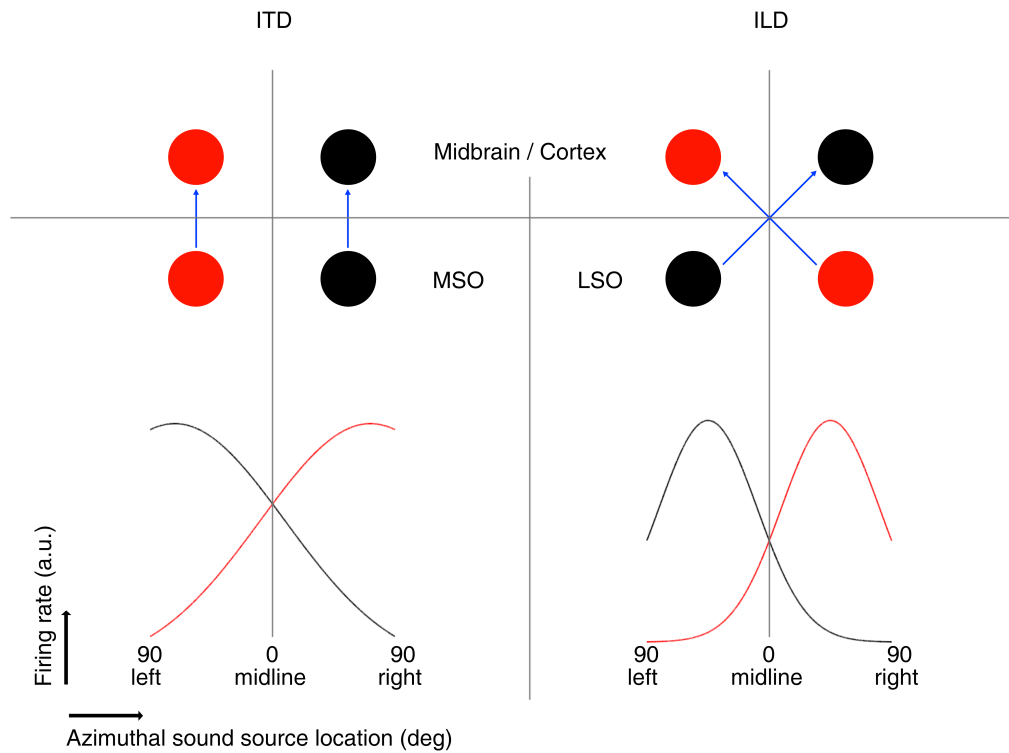 ITD
ILD
Midbrain / Cortex
MSO
LSO
Firing rate (a.u.)
90
left
0
midline
90
right
90
left
0
midline
90
right
Azimuthal sound source location (deg)